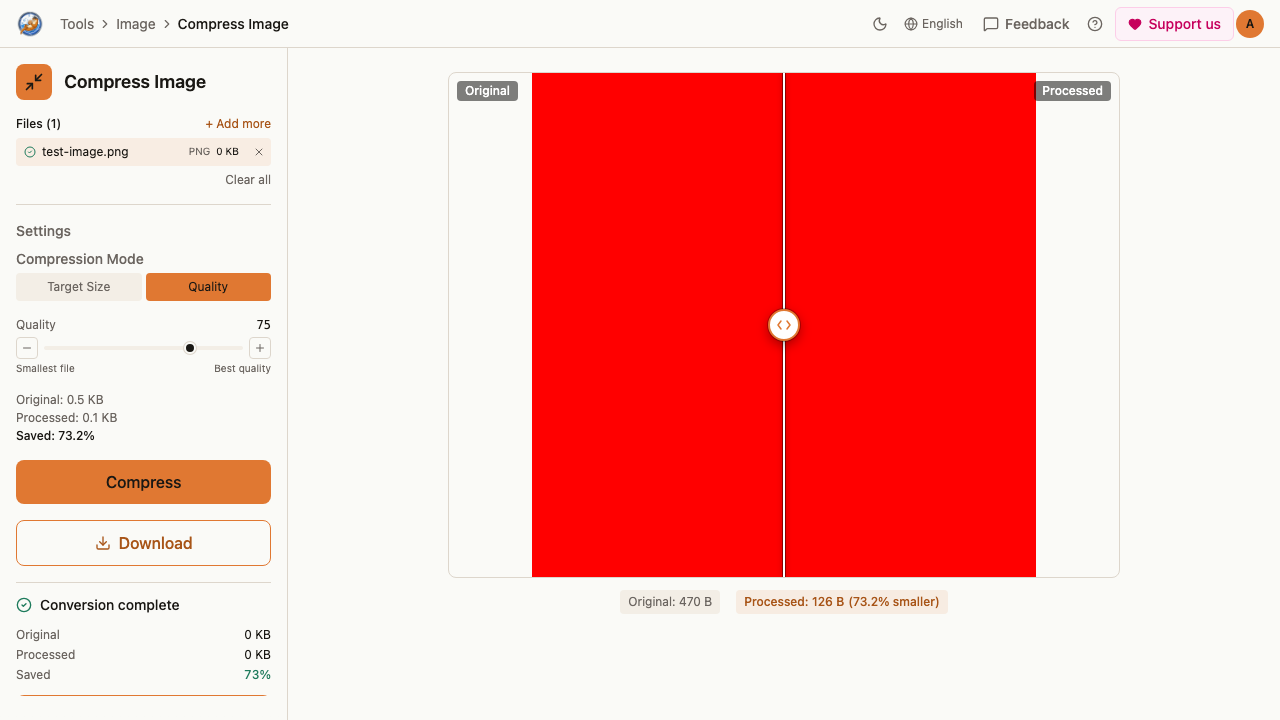 Tools > Image > Compress Image
English
Feedback
Support us
A
Compress Image
Files (1)
+ Add more
test-image.png PNG 0 KB
Clear all
Settings
Compression Mode
Target Size
Quality
Quality 75
Smallest file Best quality
Original: 0.5 KB
Processed: 0.1 KB
Saved: 73.2%
Compress
Download
Conversion complete
Original 0 KB
Processed 0 KB
Saved 73%
Original
Processed
Original: 470 B
Processed: 126 B (73.2% smaller)